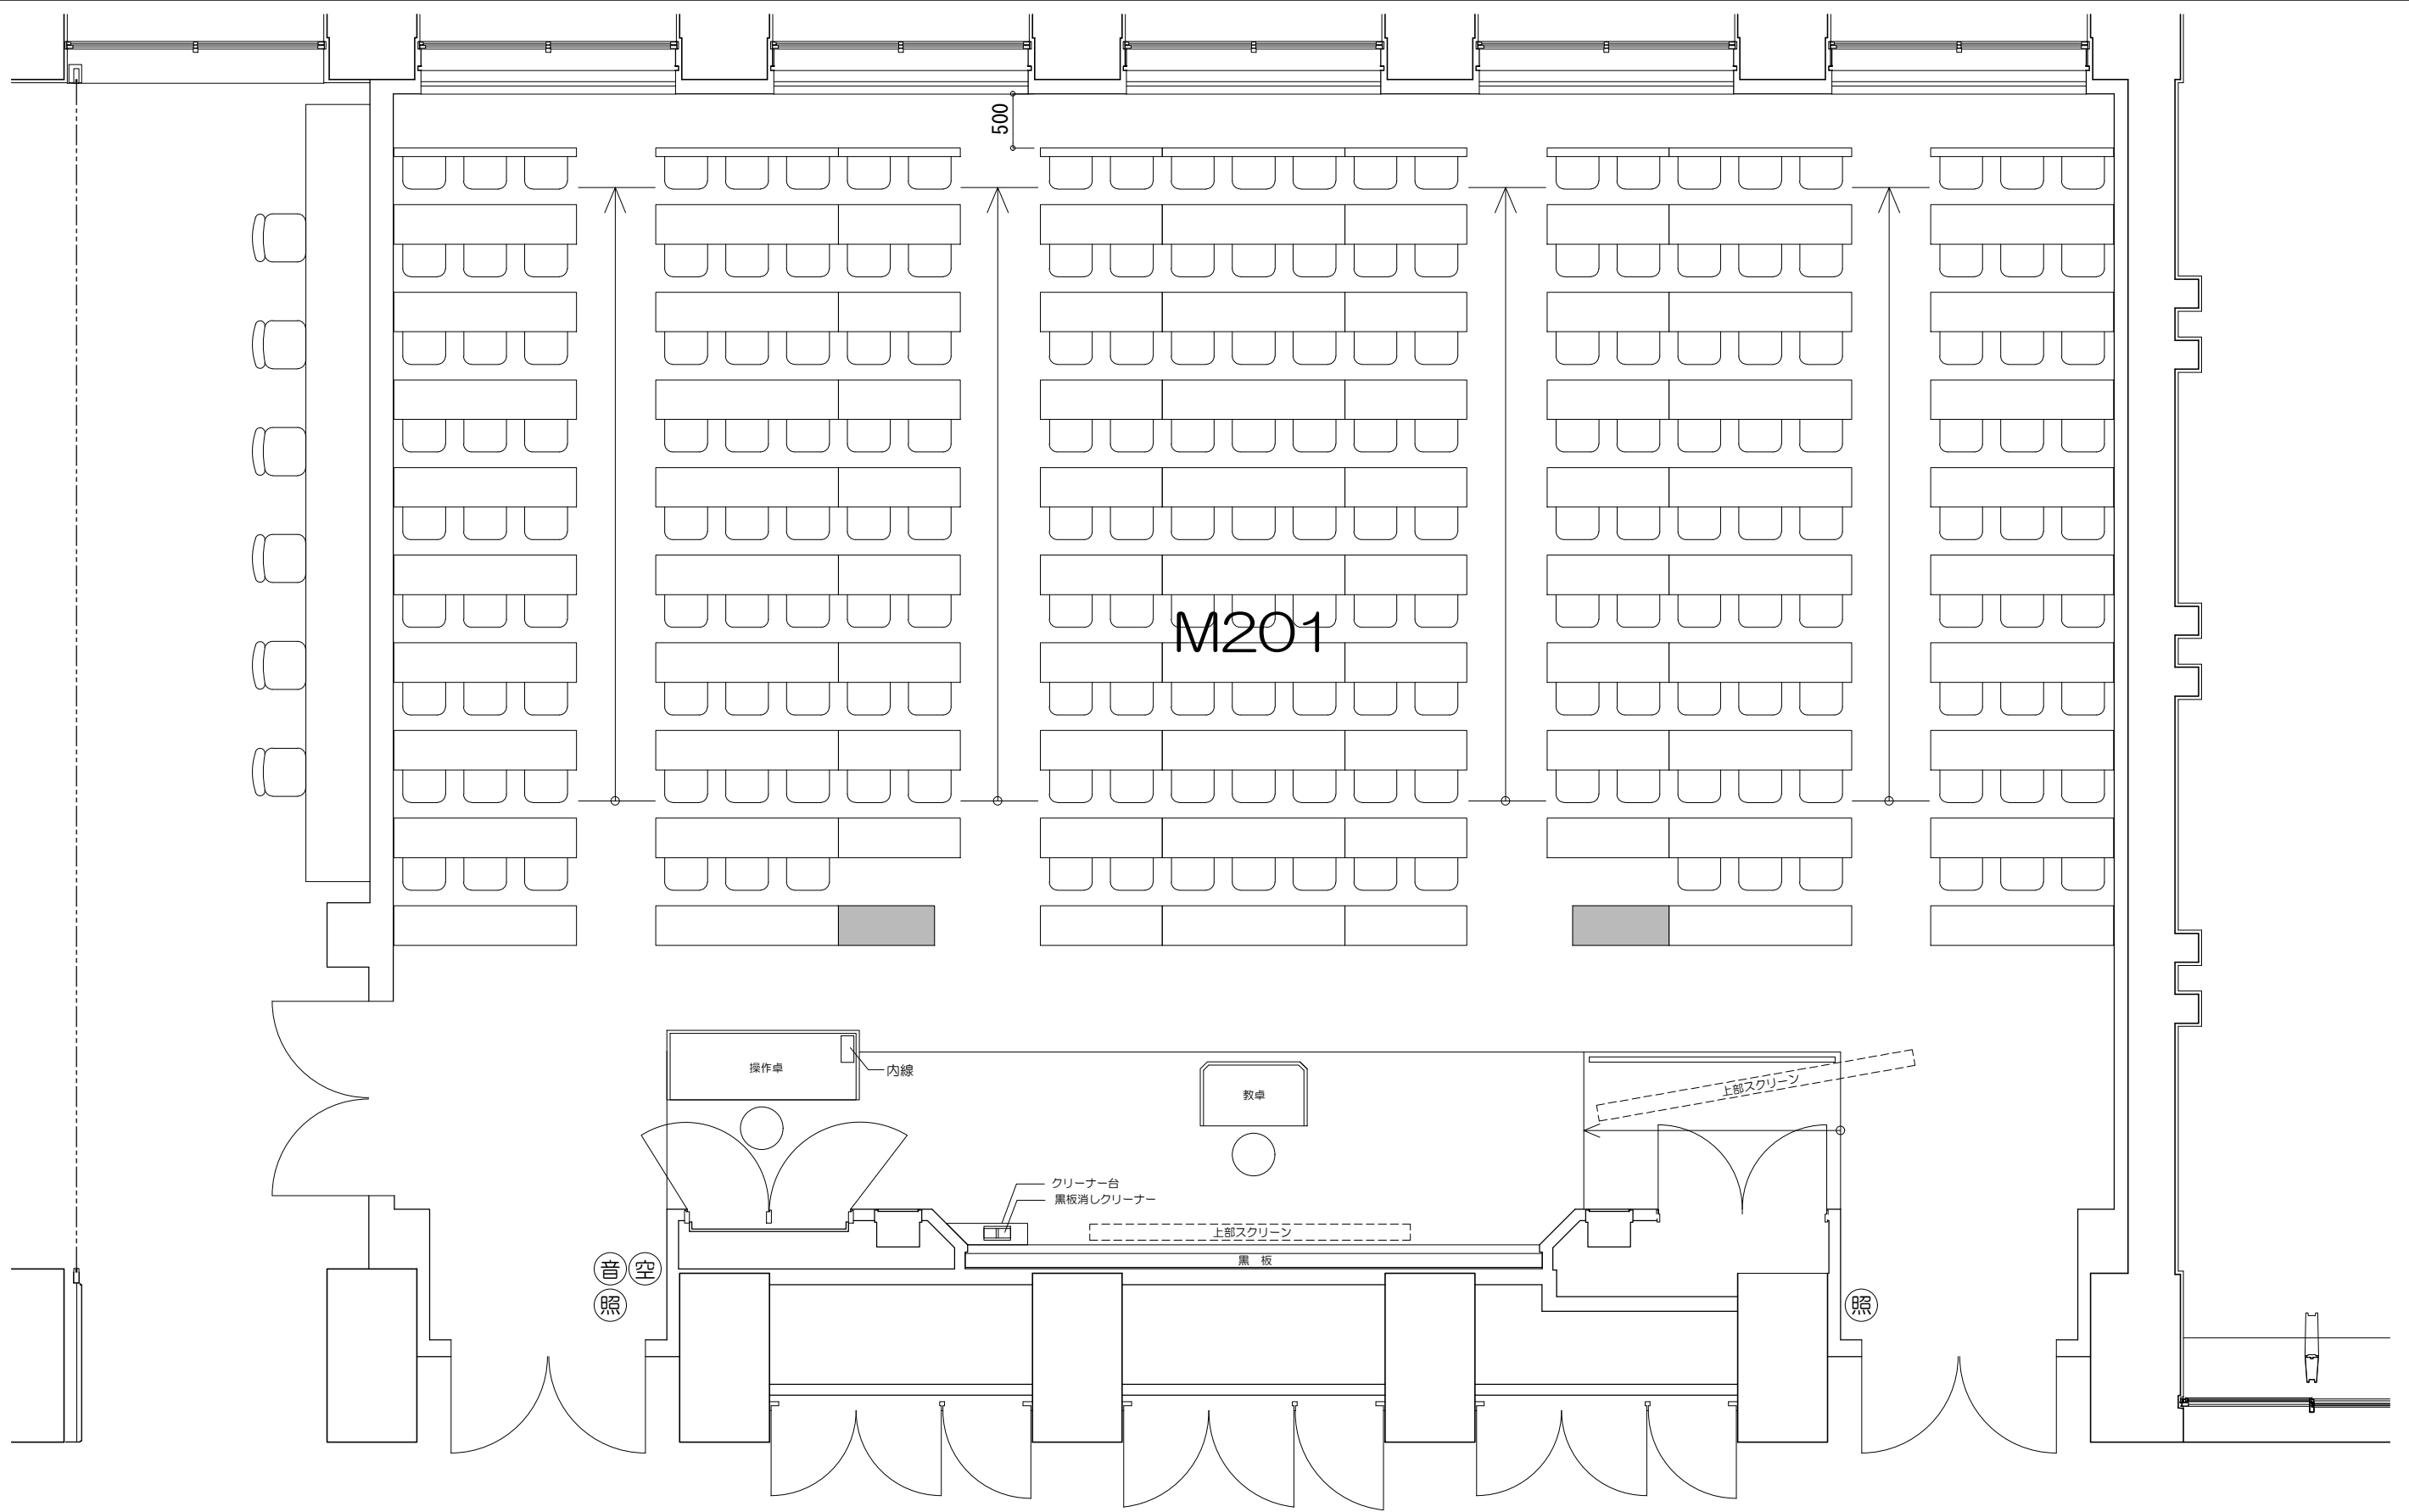 500
M201
操作卓
内線
教卓
上部スクリーン
クリーナー台
黒板消しクリーナー
上部スクリーン
黒 板
音 空
照
照